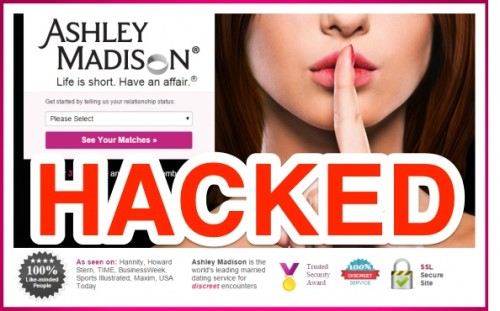 ASHLEY
MADISON®
Life is short. Have an affair.®
Get started by telling us your relationship status:
Please Select
See Your Matches »
HACKED
100%
Like-minded
People
As seen on: Hannity, Howard
Stern, TIME, BusinessWeek,
Sports Illustrated, Maxim, USA
Today
Ashley Madison is the
world's leading married
dating service for
discreet encounters
Trusted
Security
Award
100%
DISCREET
SERVICE
SSL
Secure
Site